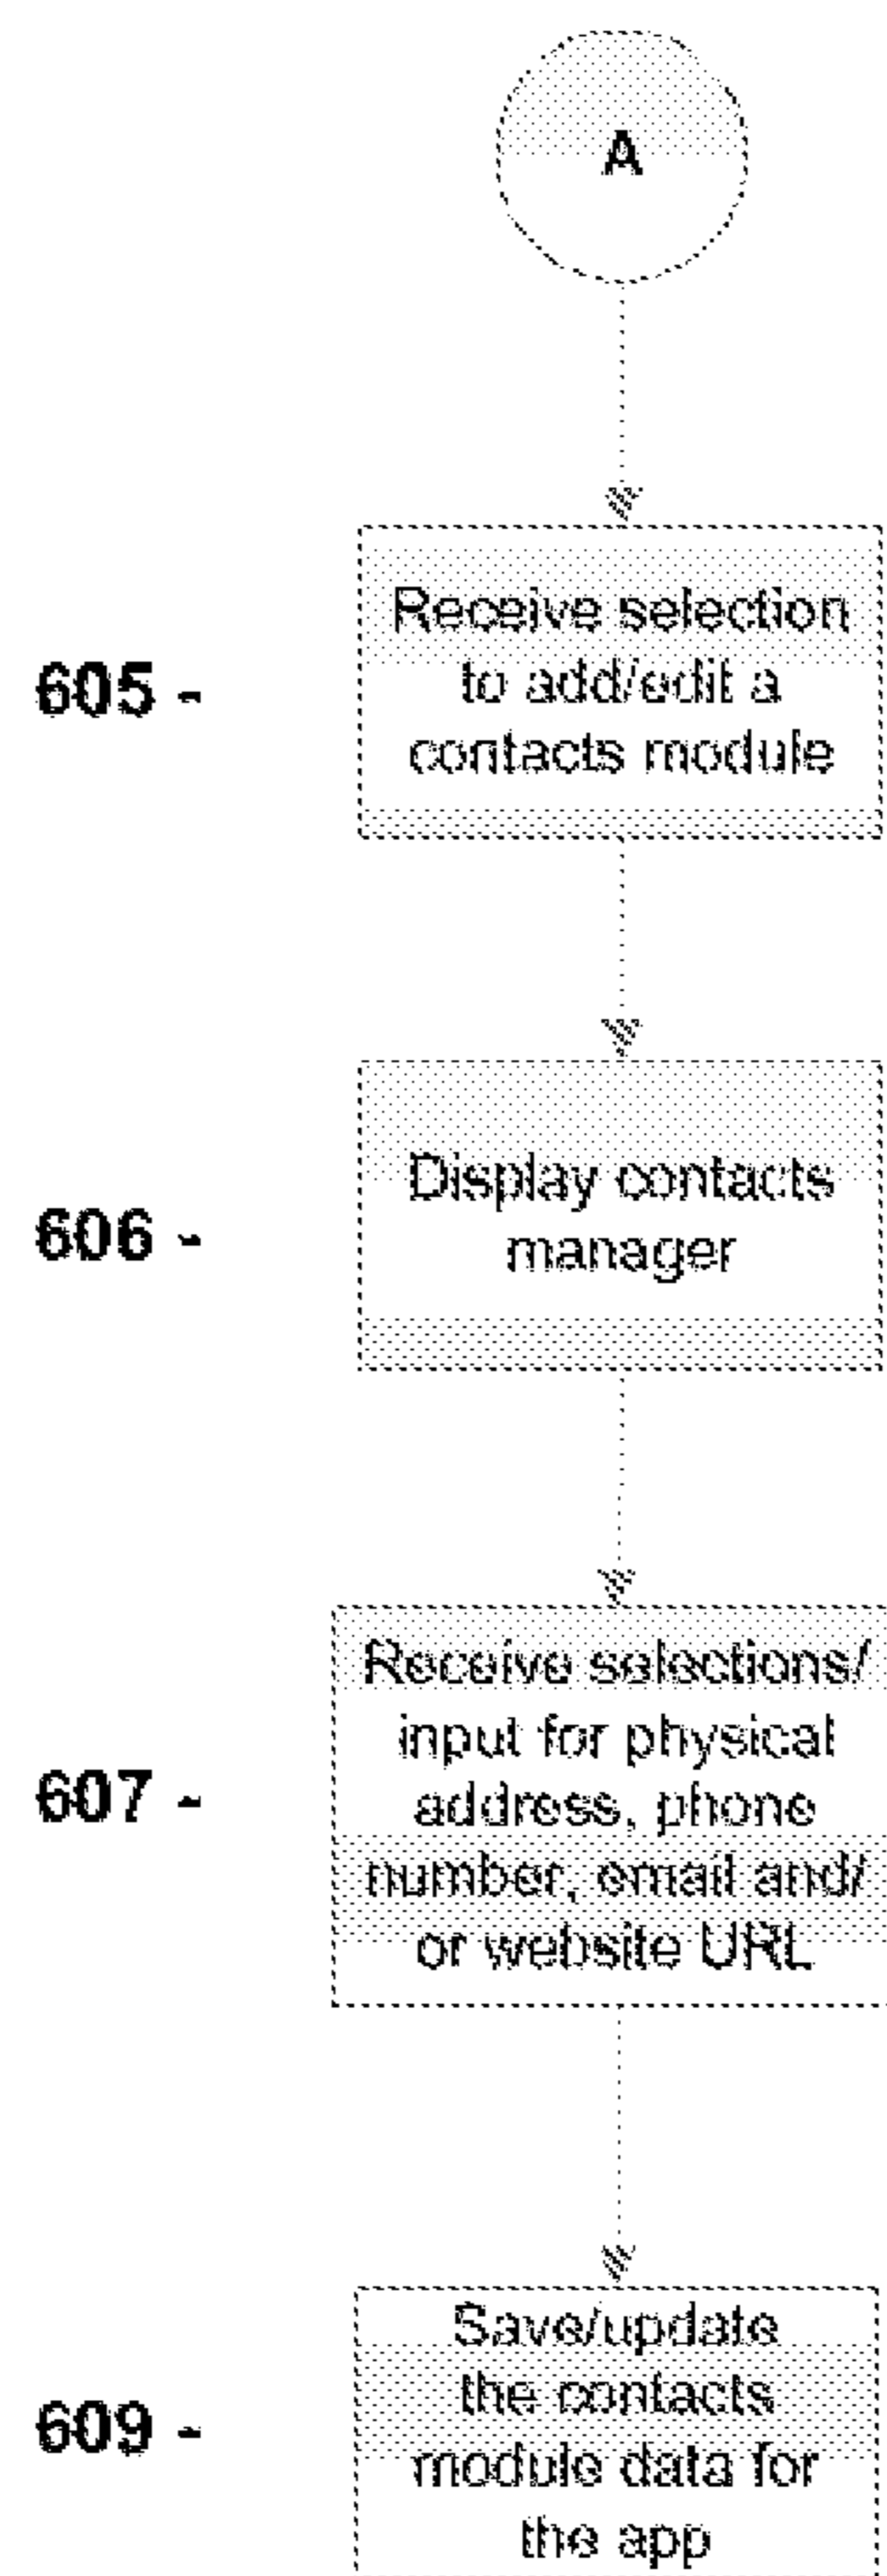 A
Receive selection
605 - to add/edit a
contacts module
Display contacts
606 - manager
Receive selections/
input for physical
607 - address, phone
number, email and/
or website URL
Save/update
the contacts
609 - module data for
the app